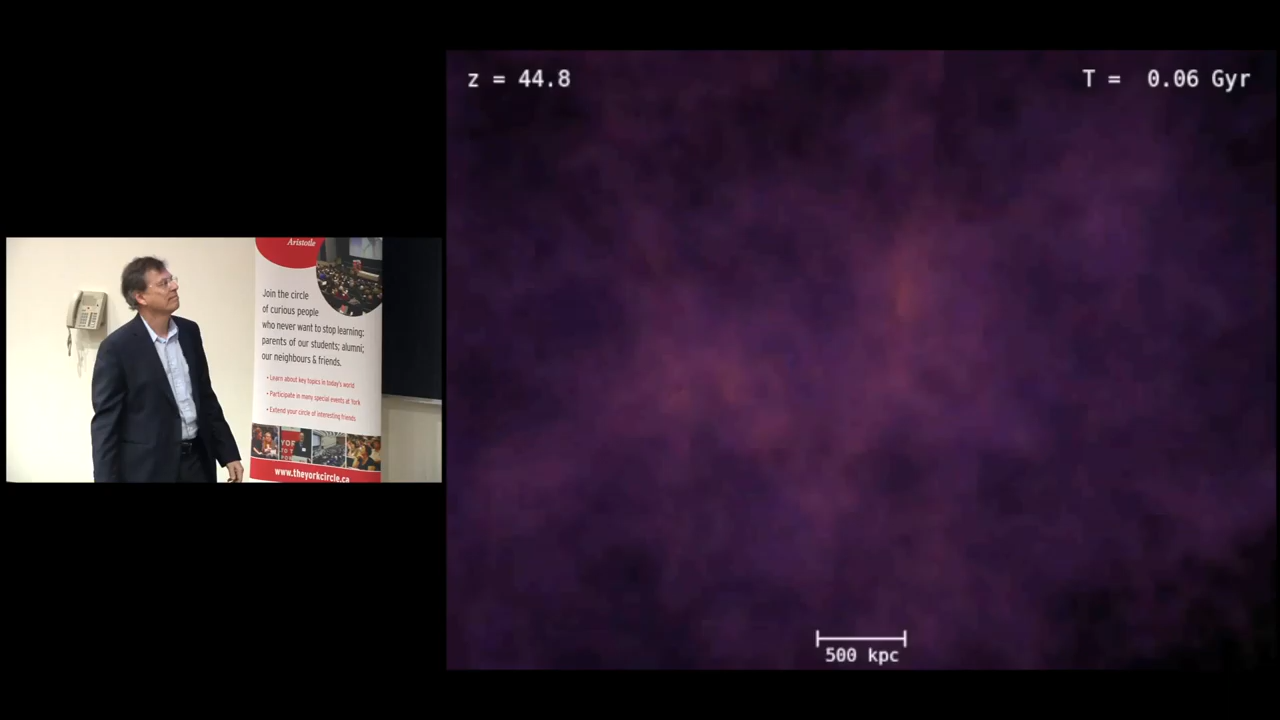 z = 44.8
T = 0.06 Gyr
Aristotle
Join the circle
of curious people
who never want to stop learning:
parents of our students; alumni;
our neighbours & friends.
• Learn about key topics in today's world
• Participate in many special events at York
• Extend your circle of interesting friends
www.theyorkcircle.ca
500 kpc